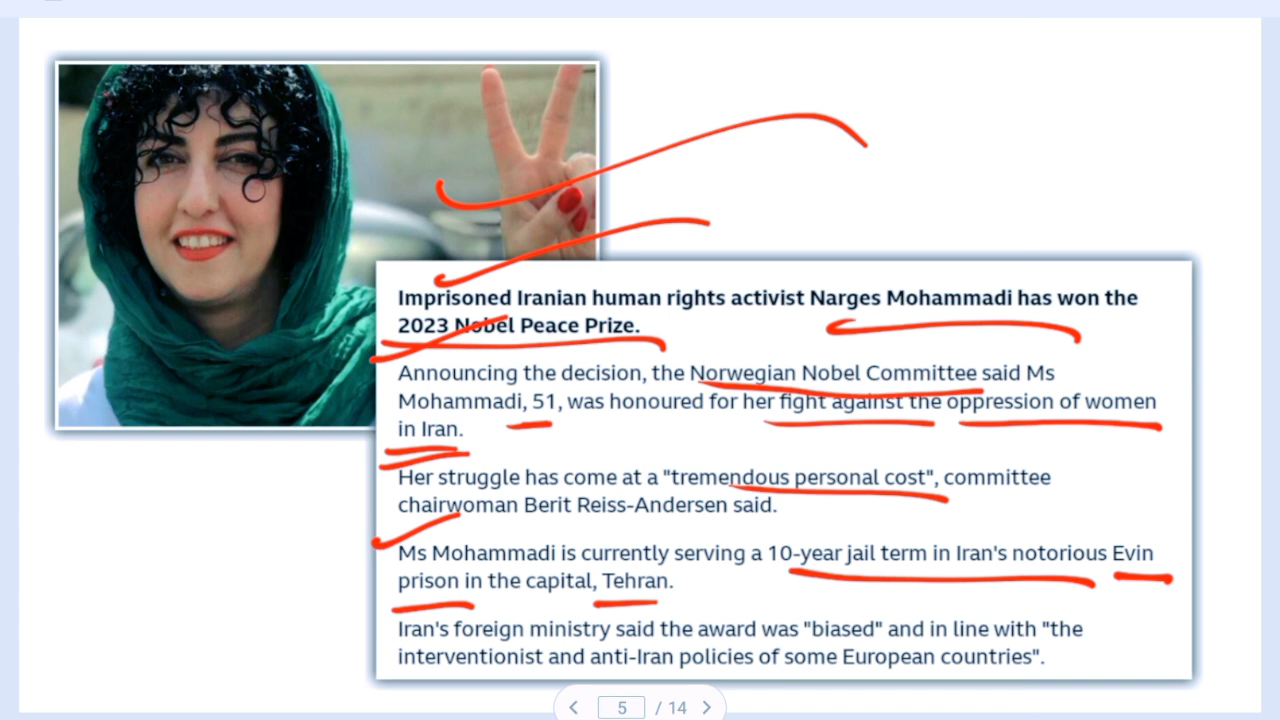 Imprisoned Iranian human rights activist Narges Mohammadi has won the
2023 Nobel Peace Prize.
Announcing the decision, the Norwegian Nobel Committee said Ms
Mohammadi, 51, was honoured for her fight against the oppression of women
in Iran.
Her struggle has come at a "tremendous personal cost", committee
chairwoman Berit Reiss-Andersen said.
Ms Mohammadi is currently serving a 10-year jail term in Iran's notorious Evin
prison in the capital, Tehran.
Iran's foreign ministry said the award was "biased" and in line with "the
interventionist and anti-Iran policies of some European countries".
5 / 14